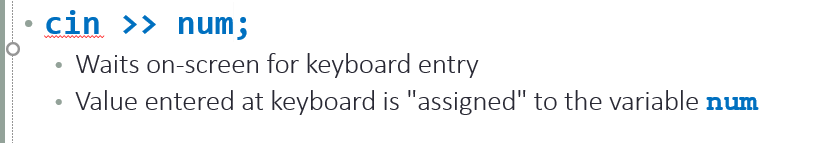 • cin >> num;
• Waits on-screen for keyboard entry
• Value entered at keyboard is "assigned" to the variable num